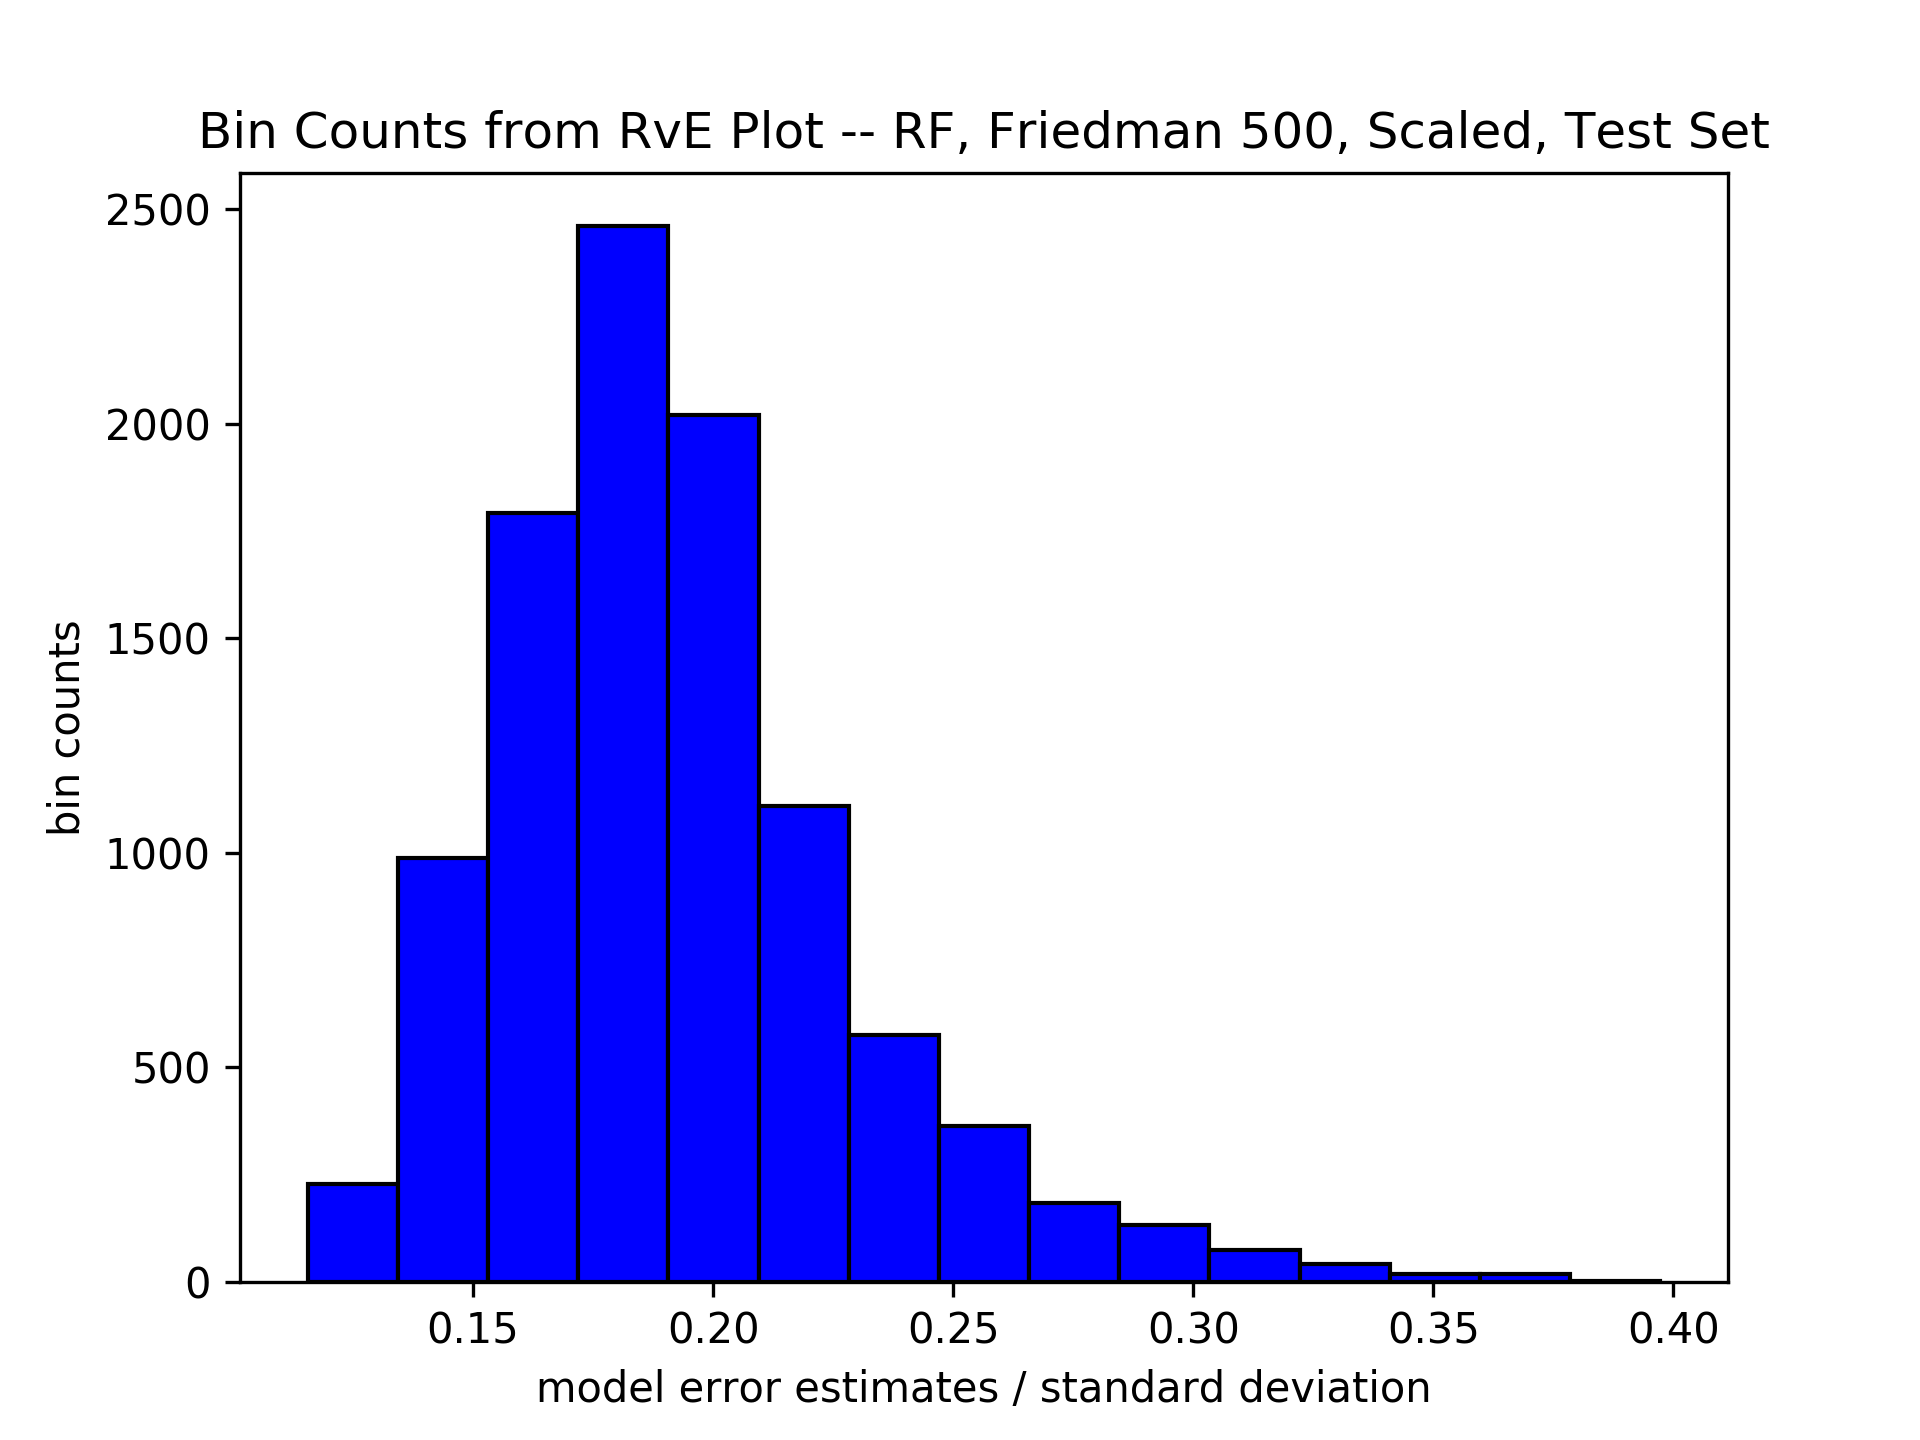 Bin Counts from RvE Plot -- RF, Friedman 500, Scaled, Test Set
2500
2000
1500
1000
500
0
bin counts
0.15 0.20 0.25 0.30 0.35 0.40
model error estimates / standard deviation